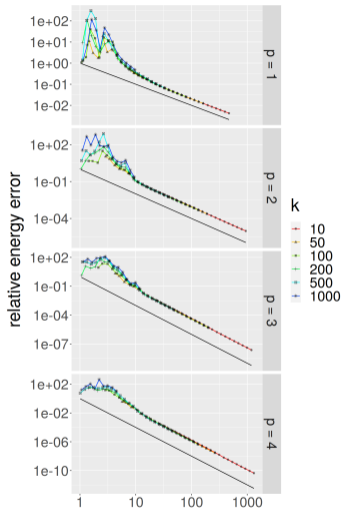 relative energy error
1e+02
1e+01
1e+00
1e-01
1e-02
p = 1
1e+02
1e-01
1e-04
p = 2
1e+02
1e-01
1e-04
1e-07
p = 3
1e+02
1e-02
1e-06
1e-10
p = 4
1 10 100 1000
k
10
50
100
200
500
1000